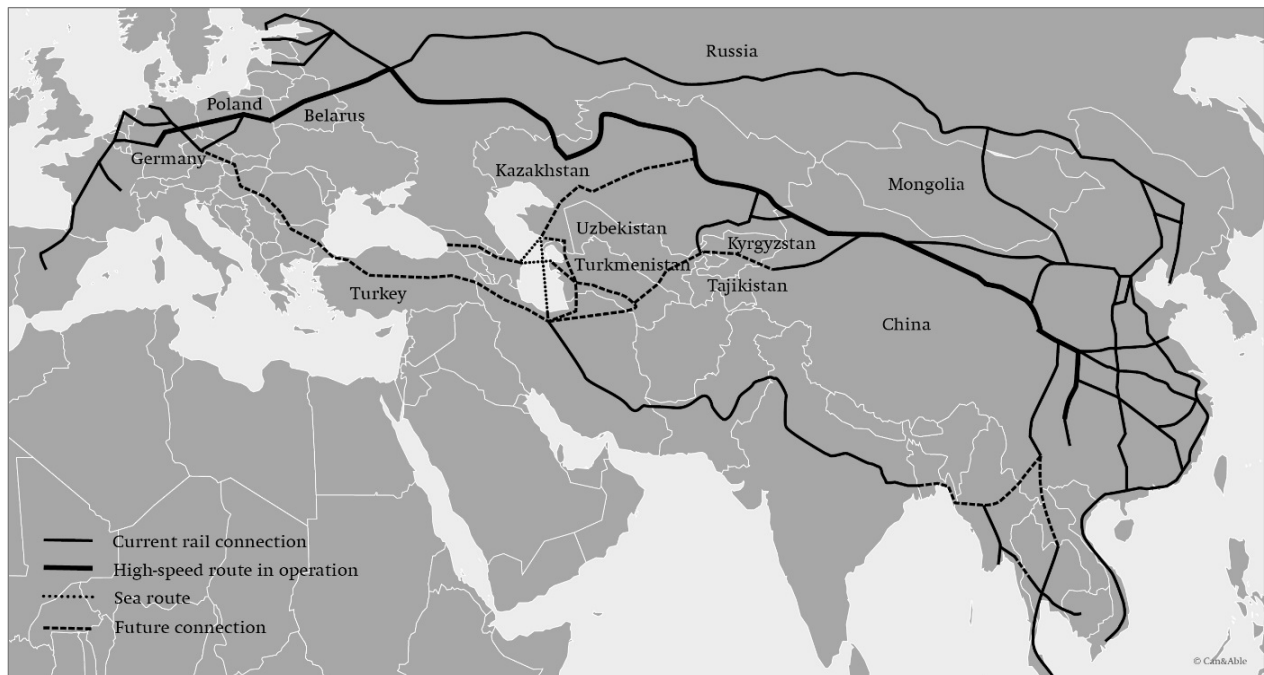 Russia
Poland
Belarus
Germany
Kazakhstan
Mongolia
Uzbekistan
Kyrgyzstan
Turkmenistan
Tajikistan
Turkey
China
Current rail connection
High-speed route in operation
Sea route
Future connection
© Can&Able